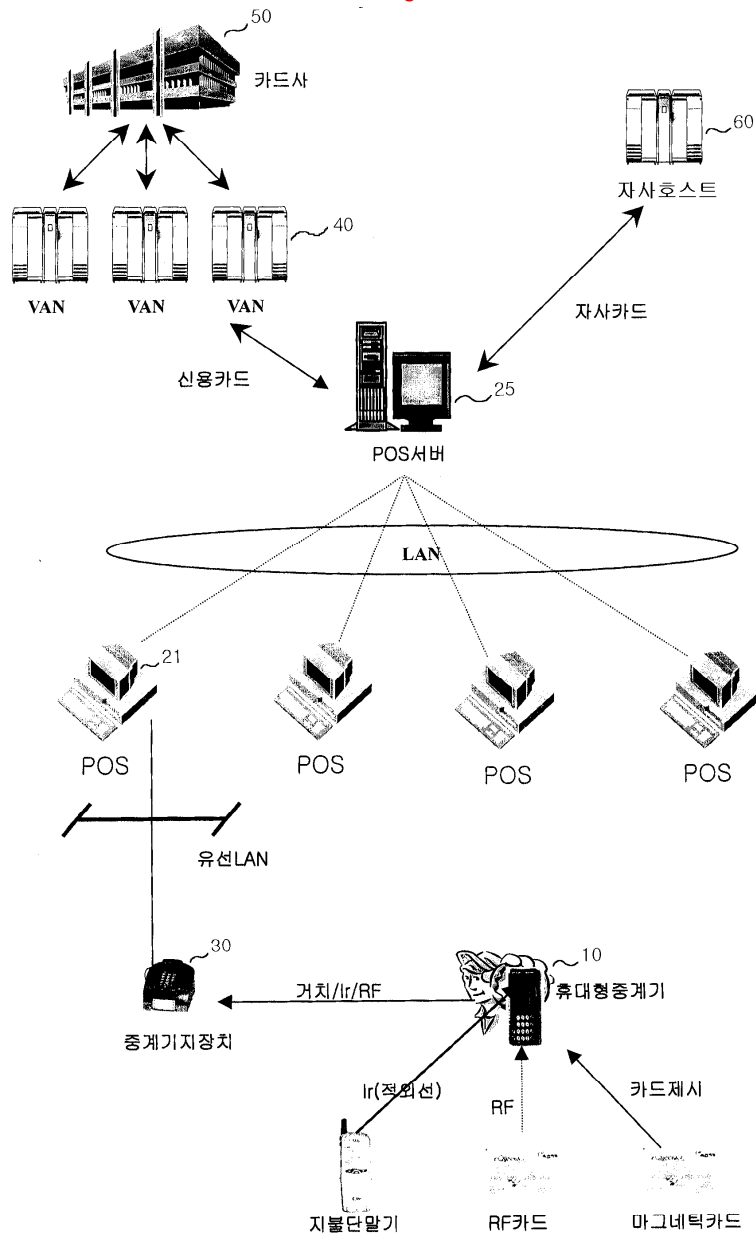 50
카드사
60
자사호스트
40
VAN
VAN
VAN
자사카드
신용카드
25
POS서버
LAN
21
POS
POS
POS
POS
유선LAN
30
10
거치/Ir/RF
휴대형중계기
중계기지장치
Ir(적외선)
RF
카드제시
지불단말기
RF카드
마그네틱카드